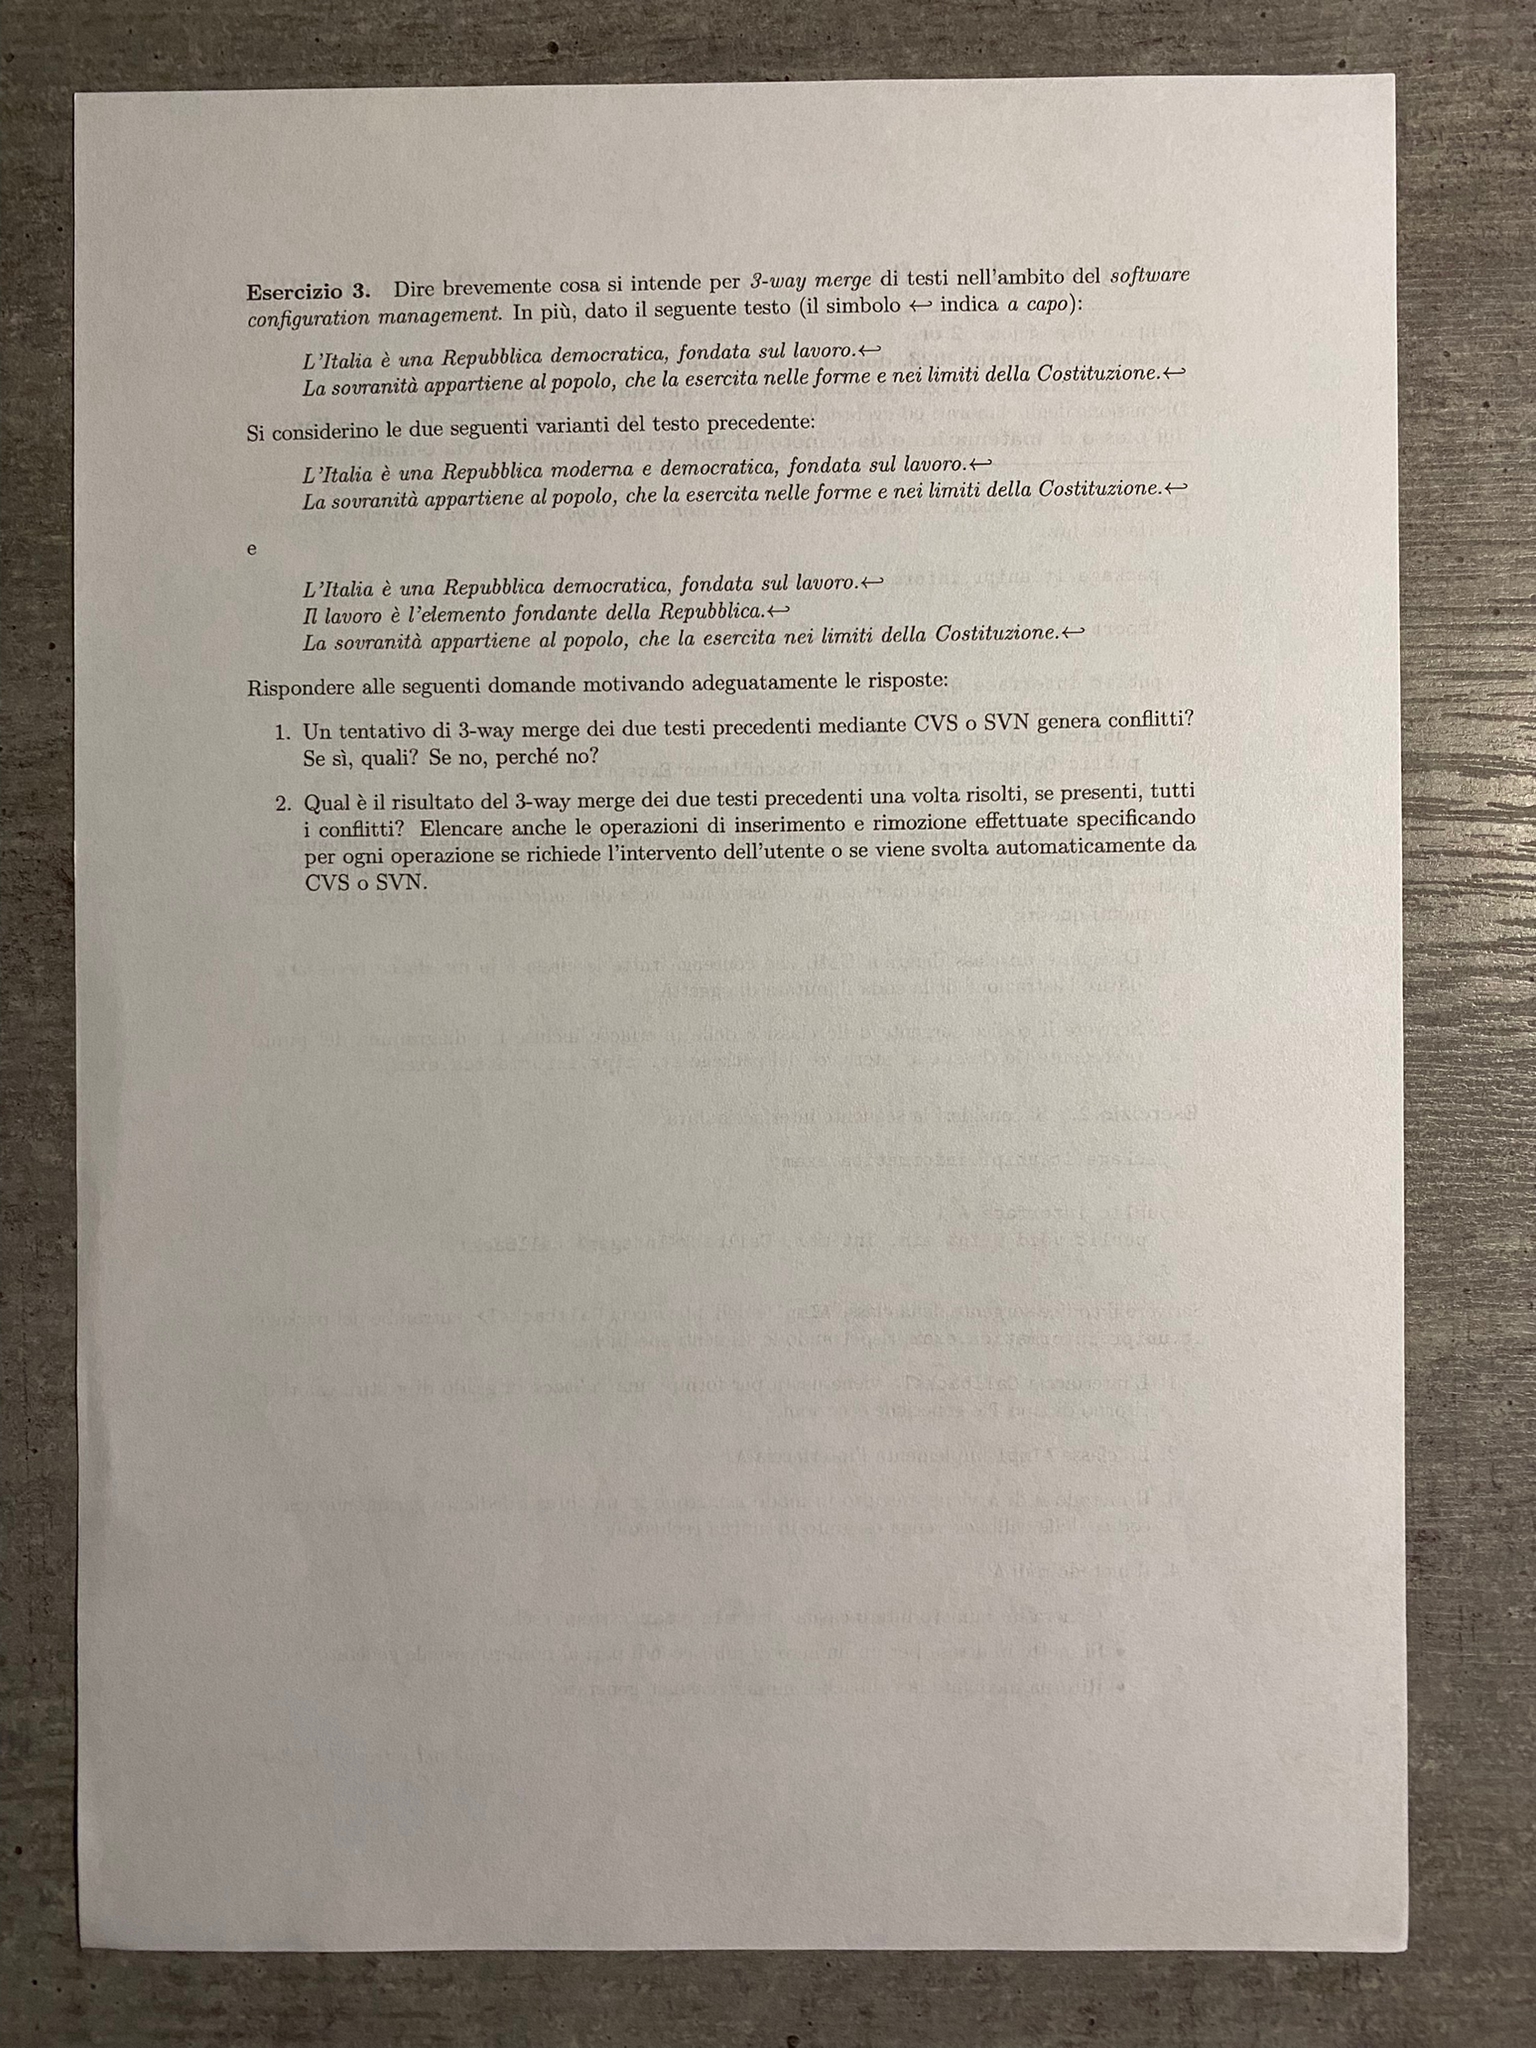 Esercizio 3. Dire brevemente cosa si intende per 3-way merge di testi nell'ambito del software
configuration management. In più, dato il seguente testo (il simbolo ↩ indica a capo):
L'Italia è una Repubblica democratica, fondata sul lavoro.↩
La sovranità appartiene al popolo, che la esercita nelle forme e nei limiti della Costituzione.↩
Si considerino le due seguenti varianti del testo precedente:
L'Italia è una Repubblica moderna e democratica, fondata sul lavoro.↩
La sovranità appartiene al popolo, che la esercita nelle forme e nei limiti della Costituzione.↩
e
L'Italia è una Repubblica democratica, fondata sul lavoro.↩
Il lavoro è l'elemento fondante della Repubblica.↩
La sovranità appartiene al popolo, che la esercita nei limiti della Costituzione.↩
Rispondere alle seguenti domande motivando adeguatamente le risposte:
1. Un tentativo di 3-way merge dei due testi precedenti mediante CVS o SVN genera conflitti?
Se sì, quali? Se no, perché no?
2. Qual è il risultato del 3-way merge dei due testi precedenti una volta risolti, se presenti, tutti
i conflitti? Elencare anche le operazioni di inserimento e rimozione effettuate specificando
per ogni operazione se richiede l'intervento dell'utente o se viene svolta automaticamente da
CVS o SVN.